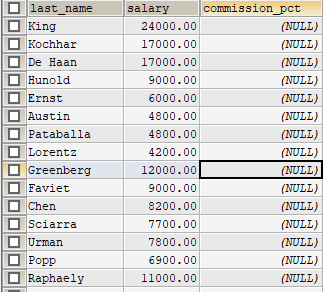 last_name salary commission_pct
King 24000.00 (NULL)
Kochhar 17000.00 (NULL)
De Haan 17000.00 (NULL)
Hunold 9000.00 (NULL)
Ernst 6000.00 (NULL)
Austin 4800.00 (NULL)
Pataballa 4800.00 (NULL)
Lorentz 4200.00 (NULL)
Greenberg 12000.00 (NULL)
Faviet 9000.00 (NULL)
Chen 8200.00 (NULL)
Sciarra 7700.00 (NULL)
Urman 7800.00 (NULL)
Popp 6900.00 (NULL)
Raphaely 11000.00 (NULL)